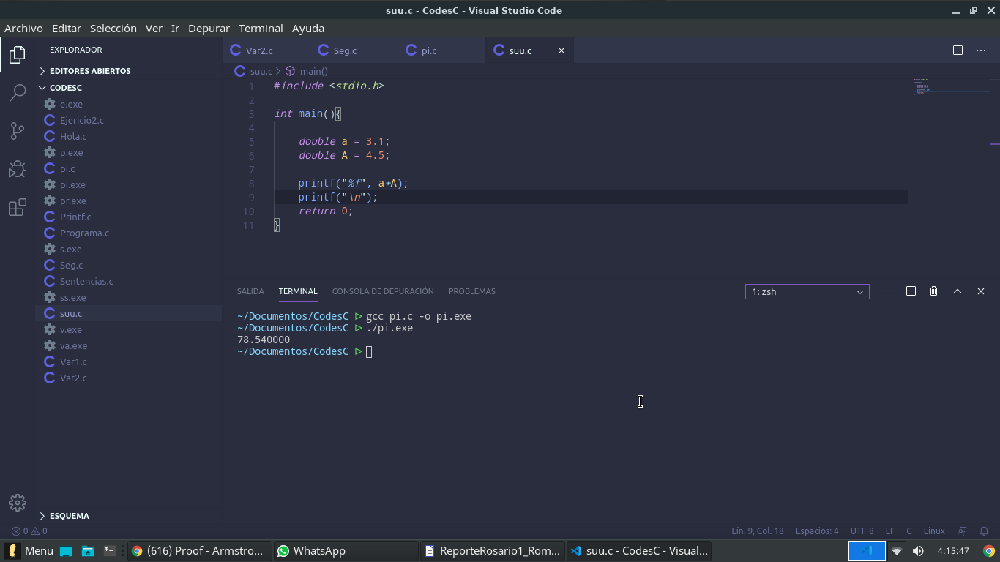 suu.c - CodesC - Visual Studio Code
Archivo Editar Selección Ver Ir Depurar Terminal Ayuda
EXPLORADOR
EDITORES ABIERTOS
CODESC
e.exe
Ejericio2.c
Hola.c
p.exe
pi.c
pi.exe
pr.exe
Printf.c
Programa.c
s.exe
Seg.c
Sentencias.c
ss.exe
suu.c
v.exe
va.exe
Var1.c
Var2.c
ESQUEMA
Var2.c Seg.c pi.c suu.c
suu.c > main()
1 #include <stdio.h>
2
3 int main(){
4
5 double a = 3.1;
6 double A = 4.5;
7
8 printf("%f", a+A);
9 printf("\n");
10 return 0;
11 }
SALIDA TERMINAL CONSOLA DE DEPURACIÓN PROBLEMAS 1: zsh
~/Documentos/CodesC ▷ gcc pi.c -o pi.exe
~/Documentos/CodesC ▷ ./pi.exe
78.540000
~/Documentos/CodesC ▷
0 0 Lín. 9, Col. 18 Espacios: 4 UTF-8 LF C Linux
Menu (616) Proof - Armstro... WhatsApp ReporteRosario1_Rom... suu.c - CodesC - Visual... 4:15:47